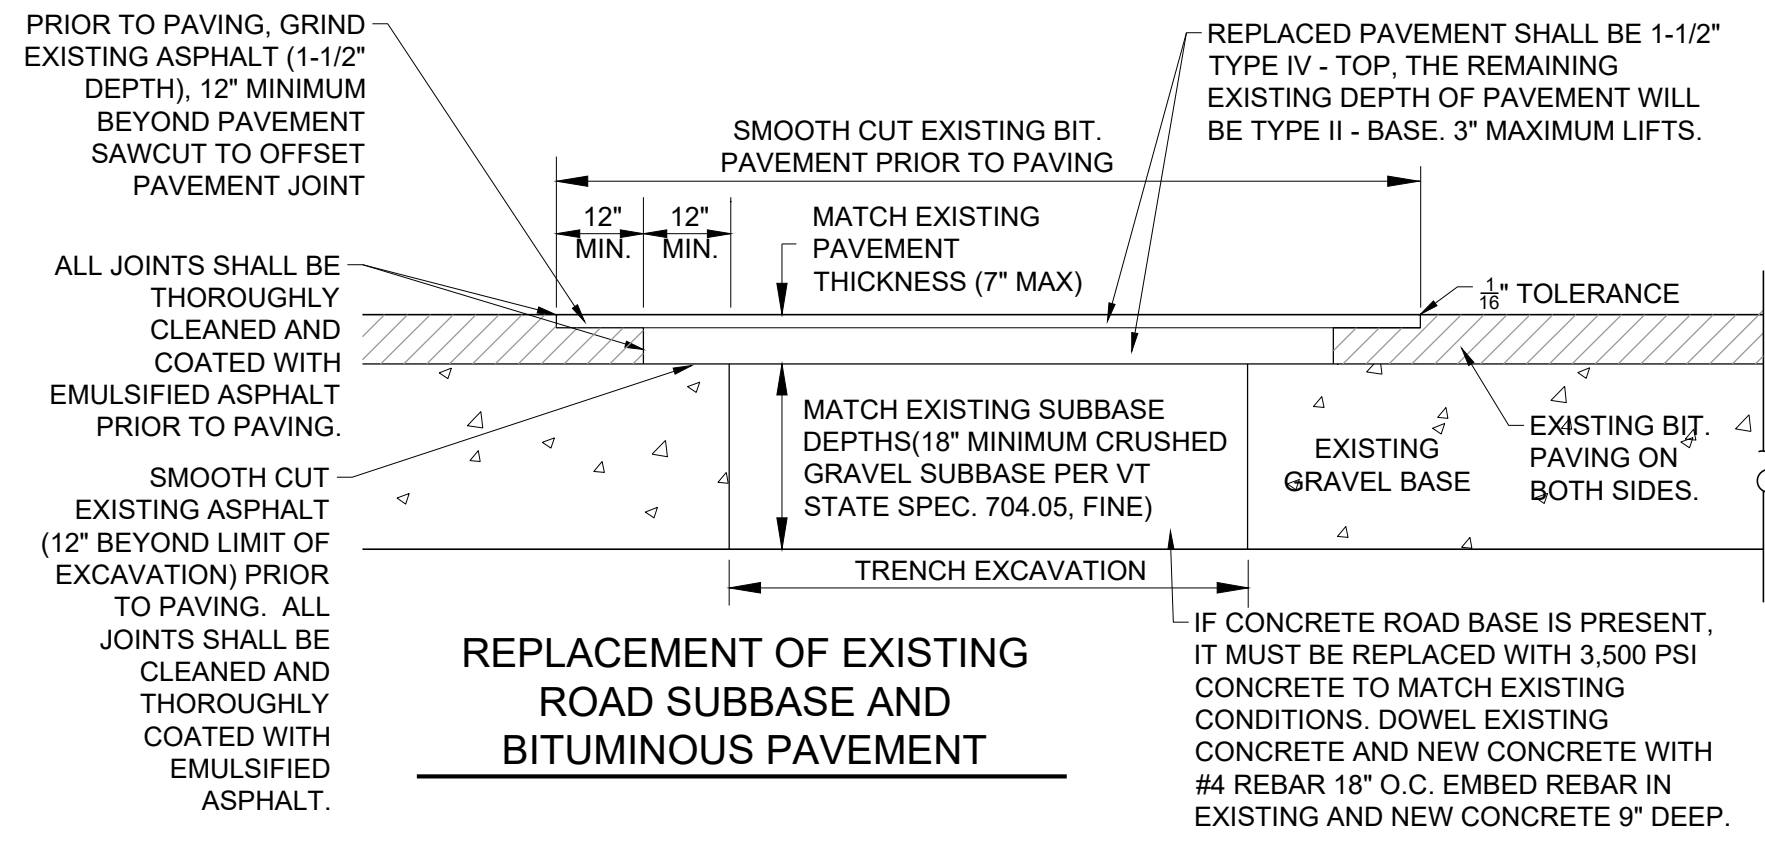 PRIOR TO PAVING, GRIND
EXISTING ASPHALT (1-1/2"
DEPTH), 12" MINIMUM
BEYOND PAVEMENT
SAWCUT TO OFFSET
PAVEMENT JOINT
REPLACED PAVEMENT SHALL BE 1-1/2"
TYPE IV - TOP, THE REMAINING
EXISTING DEPTH OF PAVEMENT WILL
BE TYPE II - BASE. 3" MAXIMUM LIFTS.
SMOOTH CUT EXISTING BIT.
PAVEMENT PRIOR TO PAVING
12"
MIN.
12"
MIN.
MATCH EXISTING
PAVEMENT
THICKNESS (7" MAX)
1/16" TOLERANCE
ALL JOINTS SHALL BE
THOROUGHLY
CLEANED AND
COATED WITH
EMULSIFIED ASPHALT
PRIOR TO PAVING.
MATCH EXISTING SUBBASE
DEPTHS(18" MINIMUM CRUSHED
GRAVEL SUBBASE PER VT
STATE SPEC. 704.05, FINE)
EXISTING
GRAVEL BASE
EXISTING BIT.
PAVING ON
BOTH SIDES.
SMOOTH CUT
EXISTING ASPHALT
(12" BEYOND LIMIT OF
EXCAVATION) PRIOR
TO PAVING. ALL
JOINTS SHALL BE
CLEANED AND
THOROUGHLY
COATED WITH
EMULSIFIED
ASPHALT.
TRENCH EXCAVATION
IF CONCRETE ROAD BASE IS PRESENT,
IT MUST BE REPLACED WITH 3,500 PSI
CONCRETE TO MATCH EXISTING
CONDITIONS. DOWEL EXISTING
CONCRETE AND NEW CONCRETE WITH
#4 REBAR 18" O.C. EMBED REBAR IN
EXISTING AND NEW CONCRETE 9" DEEP.
REPLACEMENT OF EXISTING
ROAD SUBBASE AND
BITUMINOUS PAVEMENT